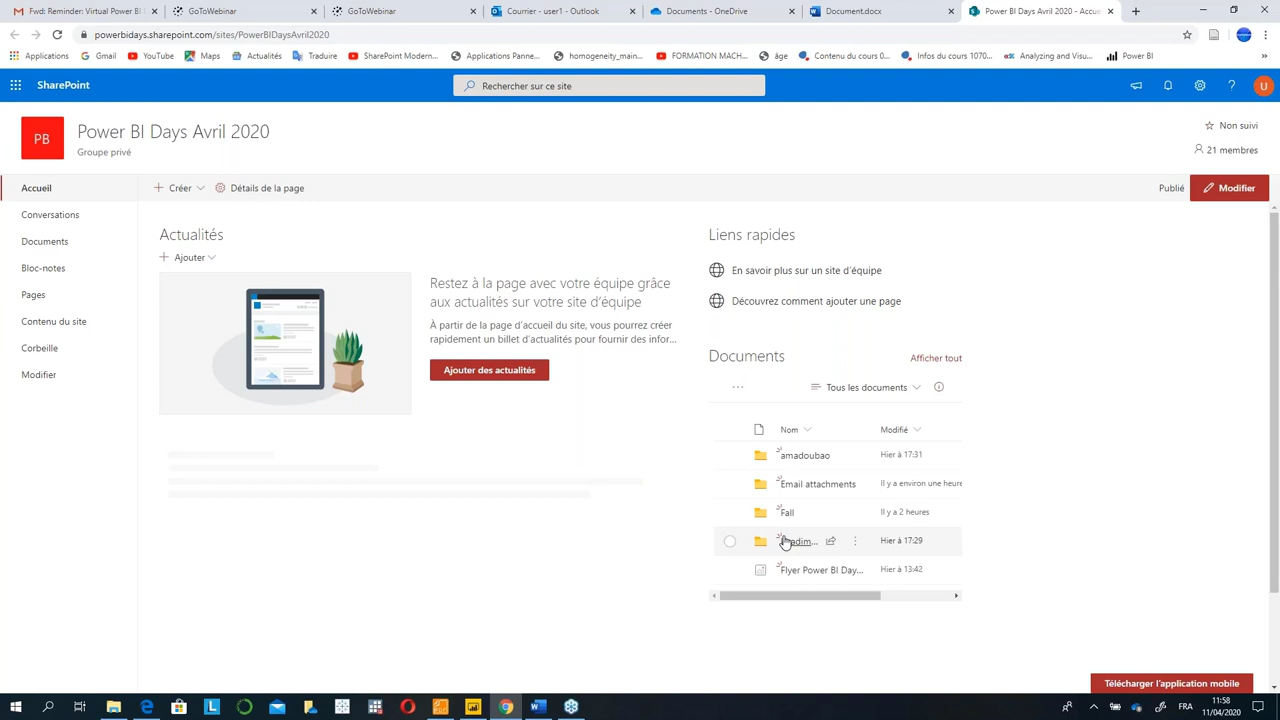 Fwd: Reminder: Virtual Power BI
GoToWebinar
GoToWebinar
Courrier - user1 - Outlook
Documents - OneDrive
Document.docx
Power BI Days Avril 2020 - Accue
powerbidays.sharepoint.com/sites/PowerBIDaysAvril2020
Applications
Gmail
YouTube
Maps
Actualités
Traduire
SharePoint Modern...
Applications Panne...
homogeneity_main...
FORMATION MACH...
âge
Contenu du cours 0...
Infos du cours 1070...
Analyzing and Visu...
Power BI
SharePoint
Rechercher sur ce site
U
PB
Power BI Days Avril 2020
Groupe privé
Non suivi
21 membres
Accueil
Créer
Détails de la page
Publié
Modifier
Conversations
Documents
Bloc-notes
Pages
Contenu du site
Corbeille
Modifier
Actualités
Ajouter
Restez à la page avec votre équipe grâce
aux actualités sur votre site d'équipe
À partir de la page d'accueil du site, vous pourrez créer
rapidement un billet d'actualités pour fournir des infor...
Ajouter des actualités
Liens rapides
En savoir plus sur un site d'équipe
Découvrez comment ajouter une page
Documents
Afficher tout
Tous les documents
Nom
Modifié
amadoubao
Hier à 17:31
Email attachments
Il y a environ une heure
Fall
Il y a 2 heures
Hier à 17:29
Flyer Power BI Day...
Hier à 13:42
Télécharger l'application mobile
FRA
11:58
11/04/2020